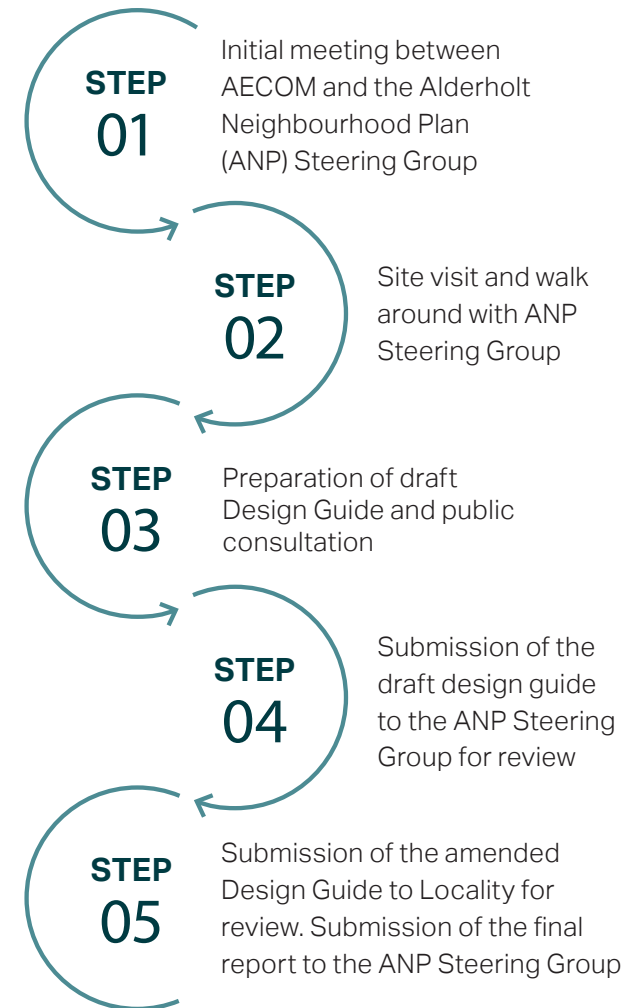 STEP
01
Initial meeting between
AECOM and the Alderholt
Neighbourhood Plan
(ANP) Steering Group
STEP
02
Site visit and walk
around with ANP
Steering Group
STEP
03
Preparation of draft
Design Guide and public
consultation
STEP
04
Submission of the
draft design guide
to the ANP Steering
Group for review
STEP
05
Submission of the amended
Design Guide to Locality for
review. Submission of the final
report to the ANP Steering Group